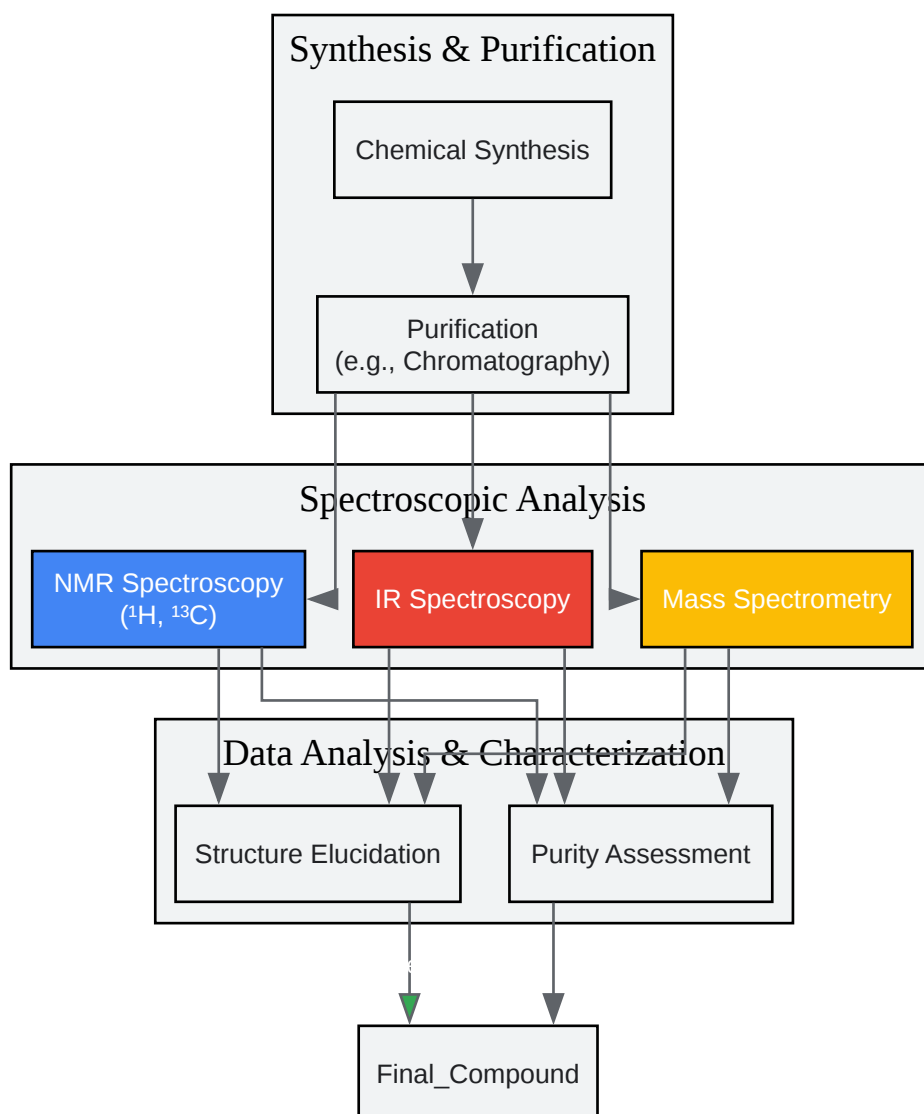 Synthesis & Purification
Chemical Synthesis
Purification
(e.g., Chromatography)
Spectroscopic Analysis
NMR Spectroscopy
(¹H, ¹³C)
IR Spectroscopy
Mass Spectrometry
Data Analysis & Characterization
Structure Elucidation
Purity Assessment
Final_Compound